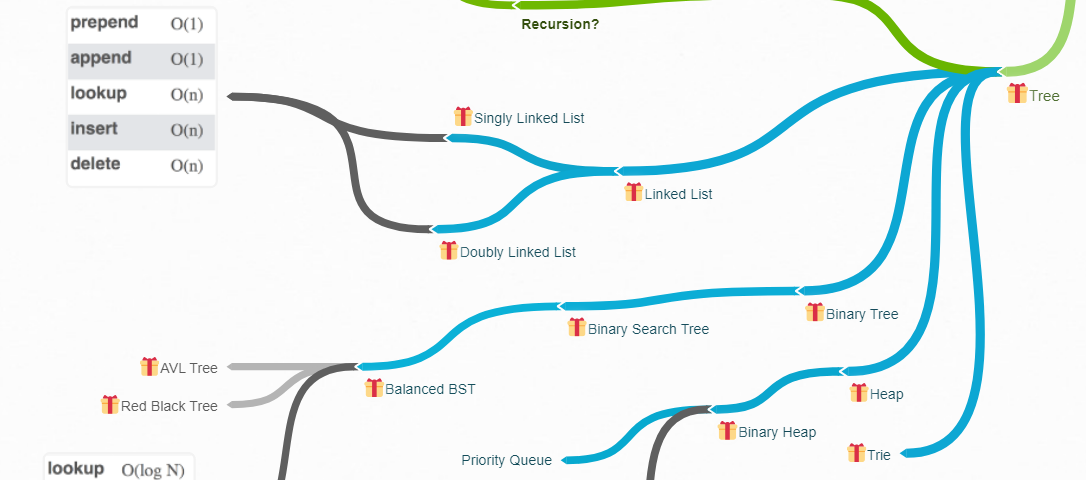 prepend O(1)
append O(1)
lookup O(n)
insert O(n)
delete O(n)
Recursion?
Tree
Singly Linked List
Linked List
Doubly Linked List
Binary Tree
Binary Search Tree
AVL Tree
Balanced BST
Red Black Tree
Heap
Binary Heap
Trie
Priority Queue
lookup O(log N)